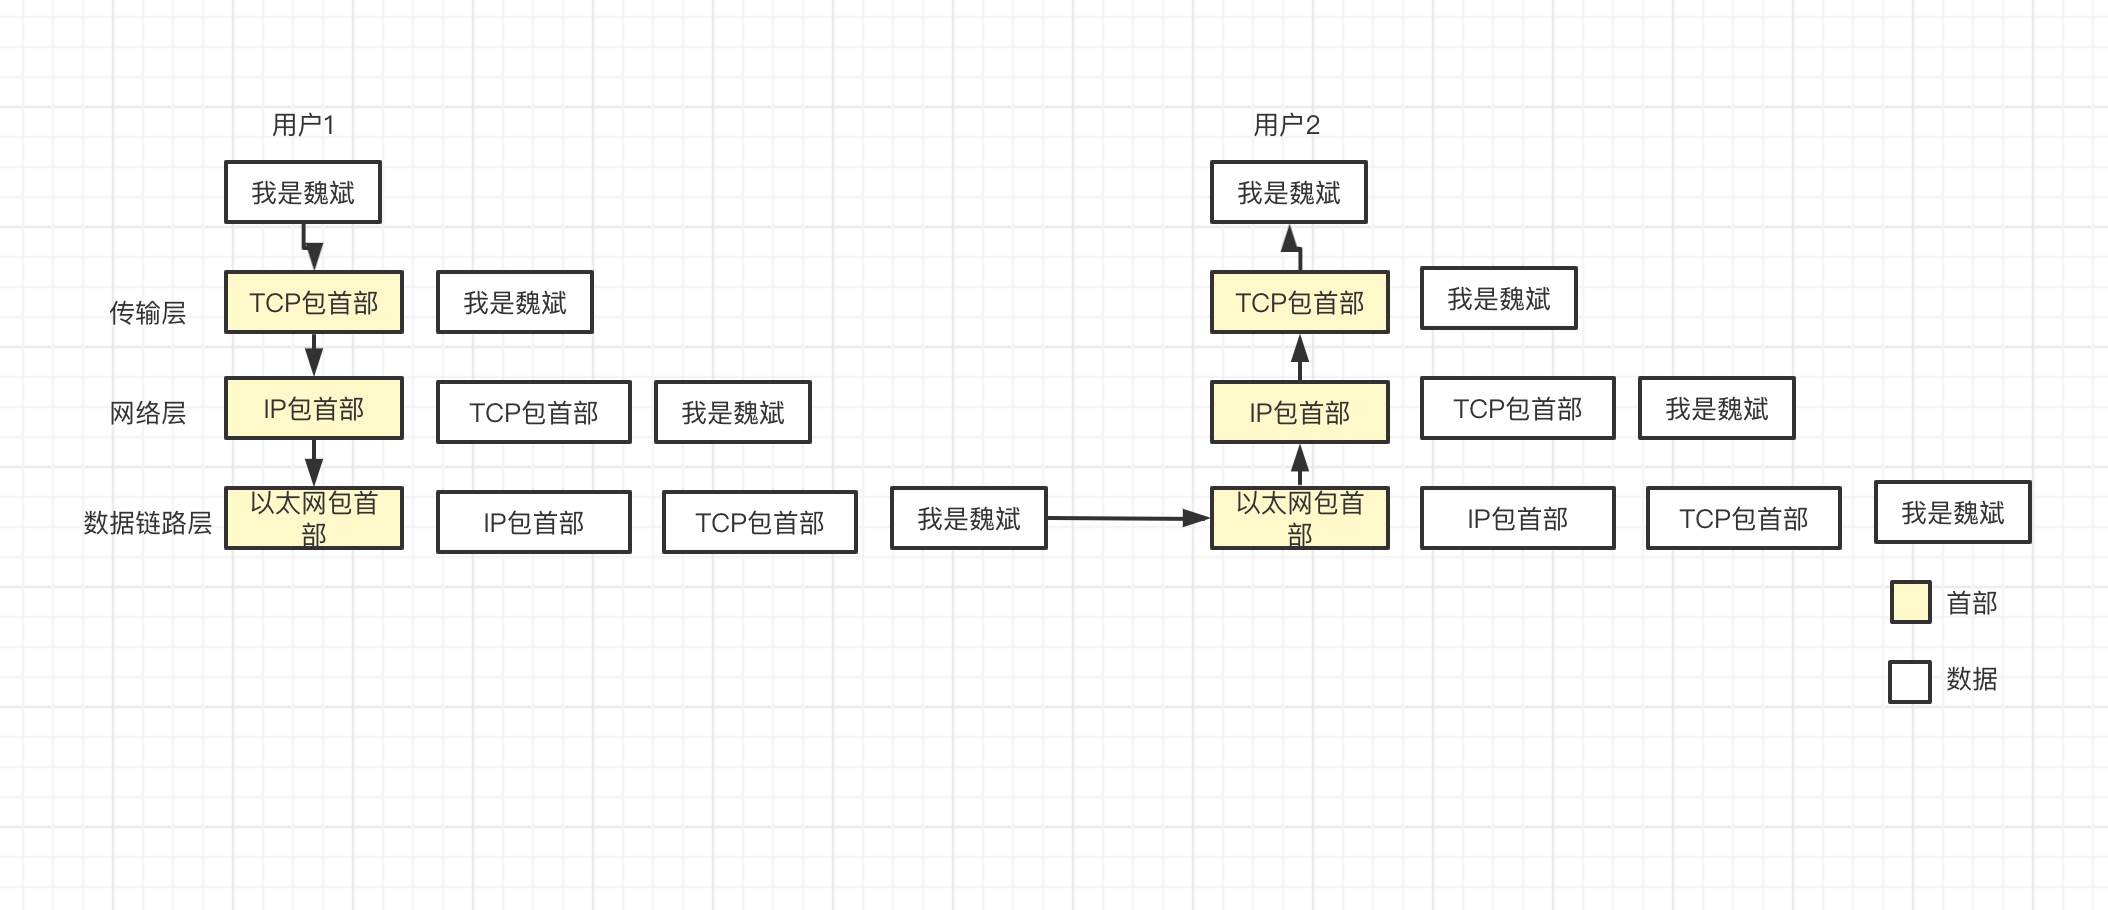 用户1
用户2
我是魏斌
我是魏斌
传输层
TCP包首部
我是魏斌
TCP包首部
我是魏斌
网络层
IP包首部
TCP包首部
我是魏斌
IP包首部
TCP包首部
我是魏斌
数据链路层
以太网包首
部
IP包首部
TCP包首部
我是魏斌
以太网包首
部
IP包首部
TCP包首部
我是魏斌
首部
数据